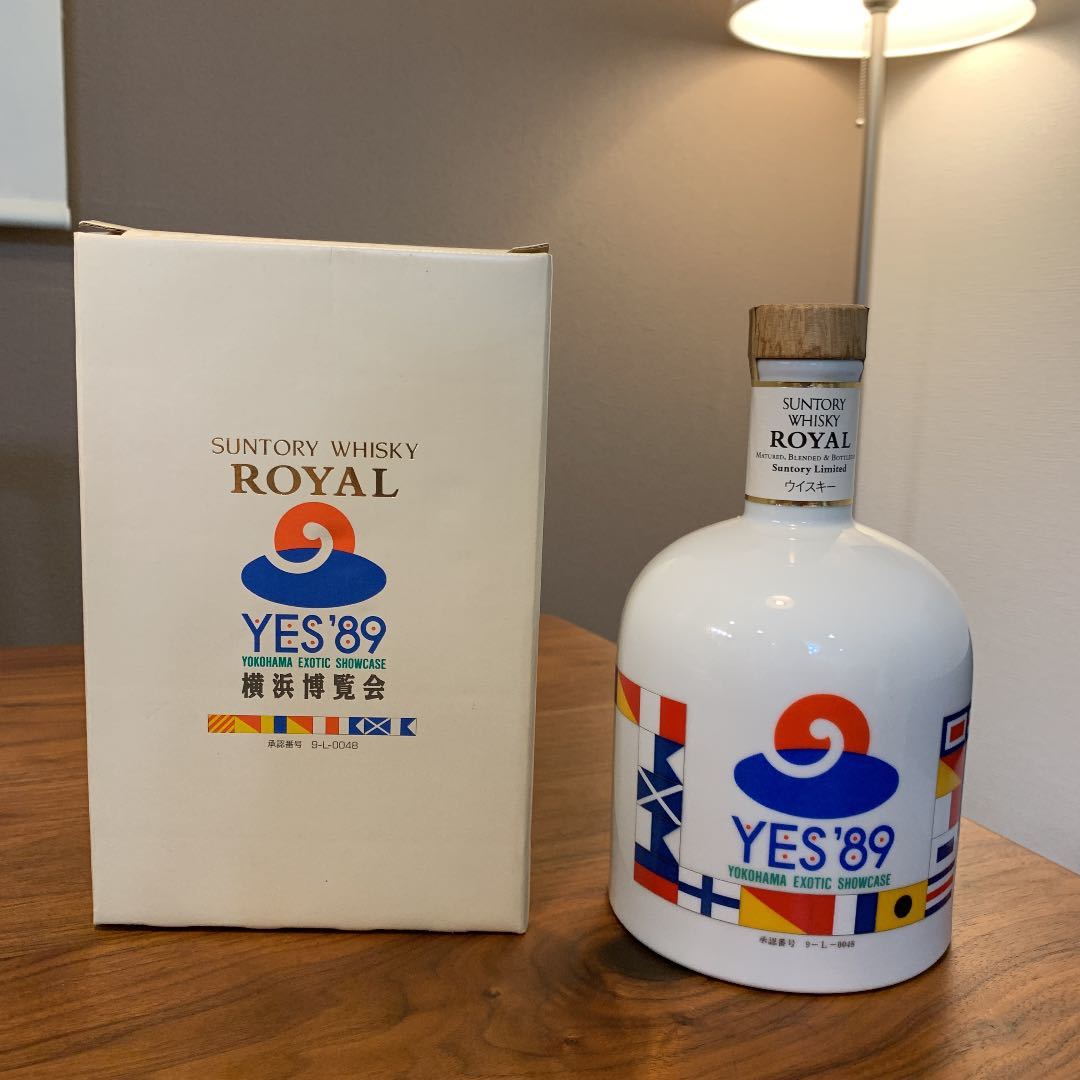 SUNTORY WHISKY
ROYAL
YES '89
YOKOHAMA EXOTIC SHOWCASE
横浜博覧会
承認番号 9-L-0048
SUNTORY
WHISKY
ROYAL
MATURED, BLENDED & BOTTLED
Suntory Limited
ウイスキー
YES '89
YOKOHAMA EXOTIC SHOWCASE
承認番号 9-L-0048